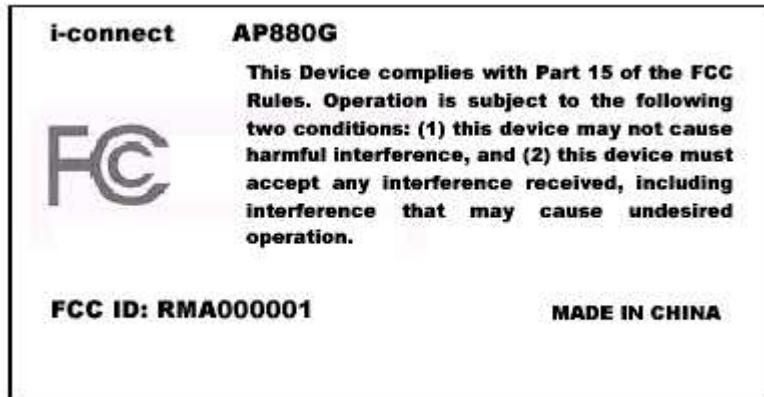 i-connect AP880G
This Device complies with Part 15 of the FCC
Rules. Operation is subject to the following
two conditions: (1) this device may not cause
harmful interference, and (2) this device must
accept any interference received, including
interference that may cause undesired
operation.
FCC
FCC ID: RMA000001 MADE IN CHINA